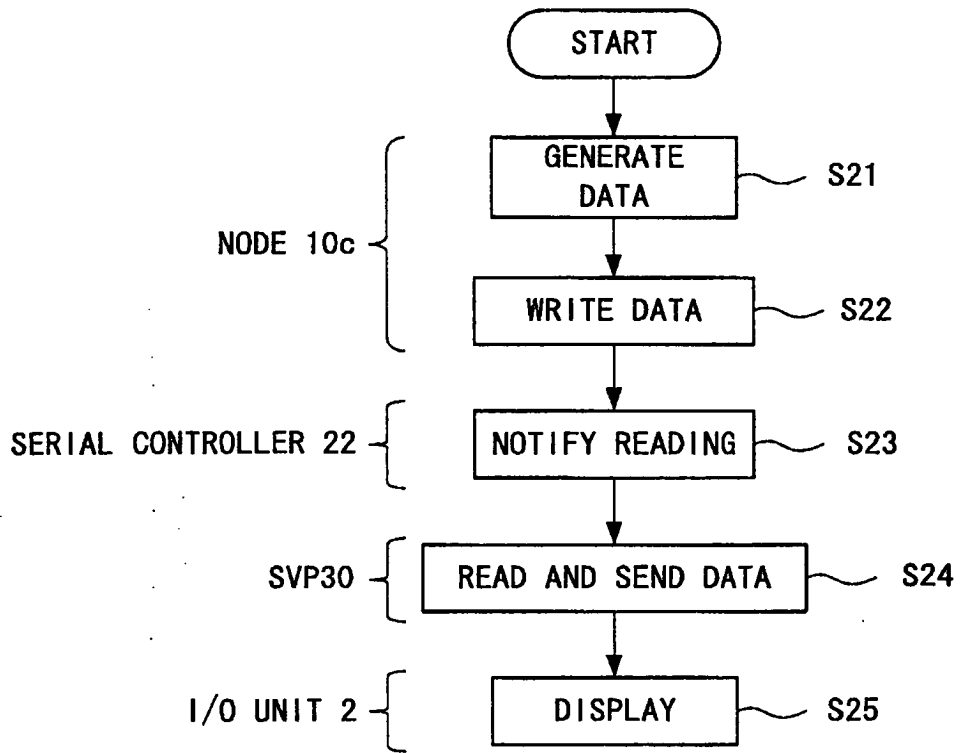 START
GENERATE
DATA
S21
NODE 10c
WRITE DATA
S22
SERIAL CONTROLLER 22
NOTIFY READING
S23
SVP30
READ AND SEND DATA
S24
I/O UNIT 2
DISPLAY
S25